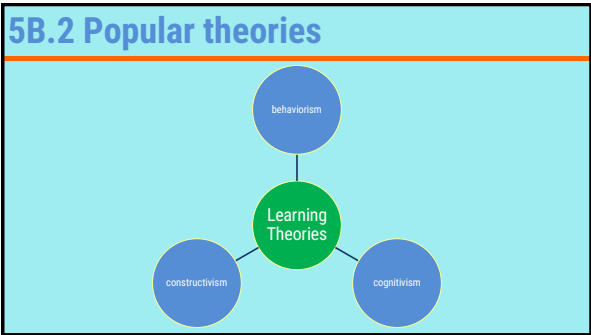 5B.2 Popular theories
behaviorism
Learning
Theories
constructivism
cognitivism